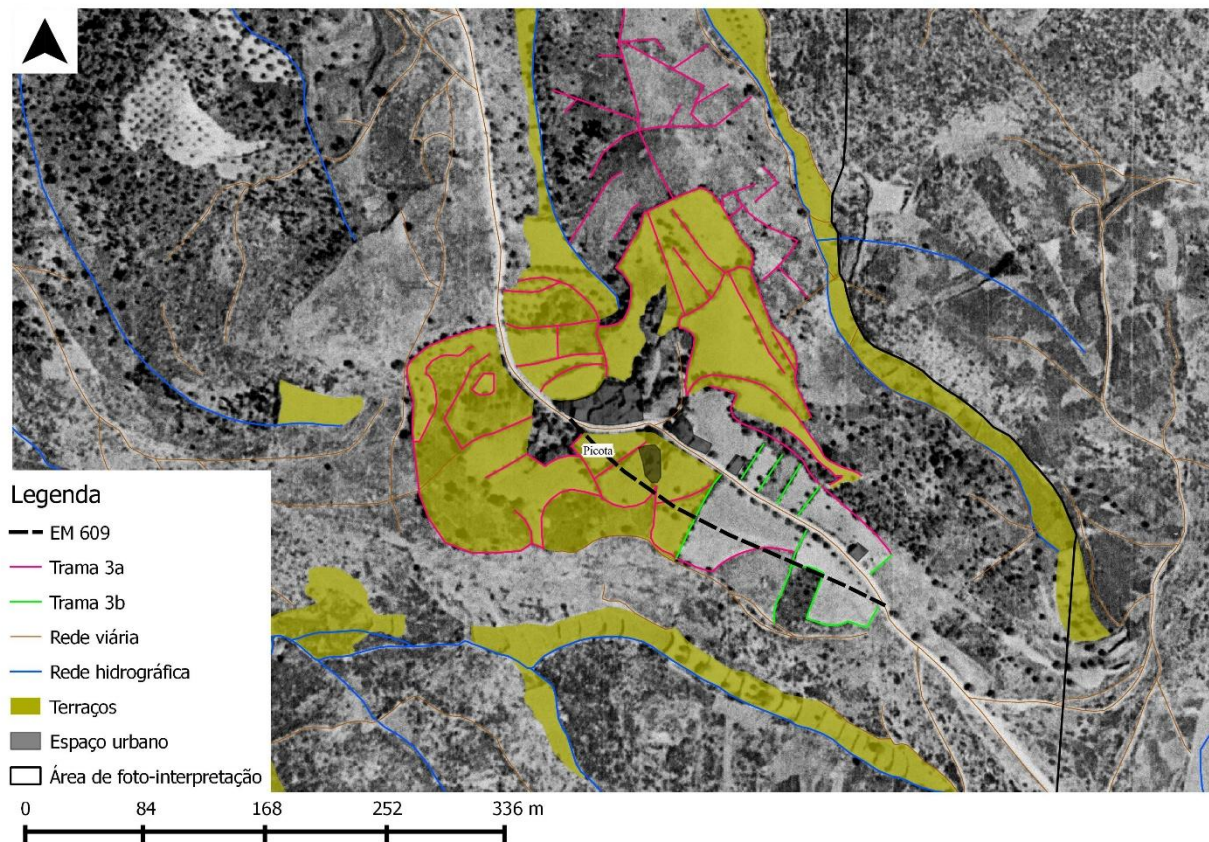 Picota
Legenda
EM 609
Trama 3a
Trama 3b
Rede viária
Rede hidrográfica
Terraços
Espaço urbano
Área de foto-interpretação
0 84 168 252 336 m